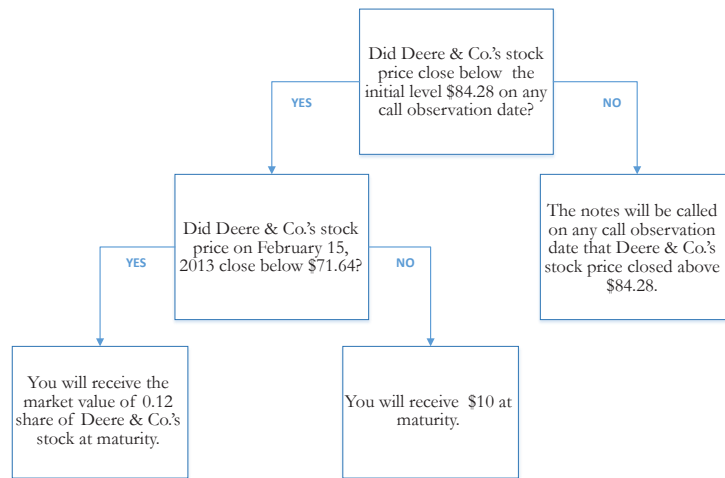 Did Deere & Co.'s stock
price close below the
initial level $84.28 on any
call observation date?
YES
NO
Did Deere & Co.'s stock
price on February 15,
2013 close below $71.64?
The notes will be called
on any call observation
date that Deere & Co.'s
stock price closed above
$84.28.
YES
NO
You will receive the
market value of 0.12
share of Deere & Co.'s
stock at maturity.
You will receive $10 at
maturity.